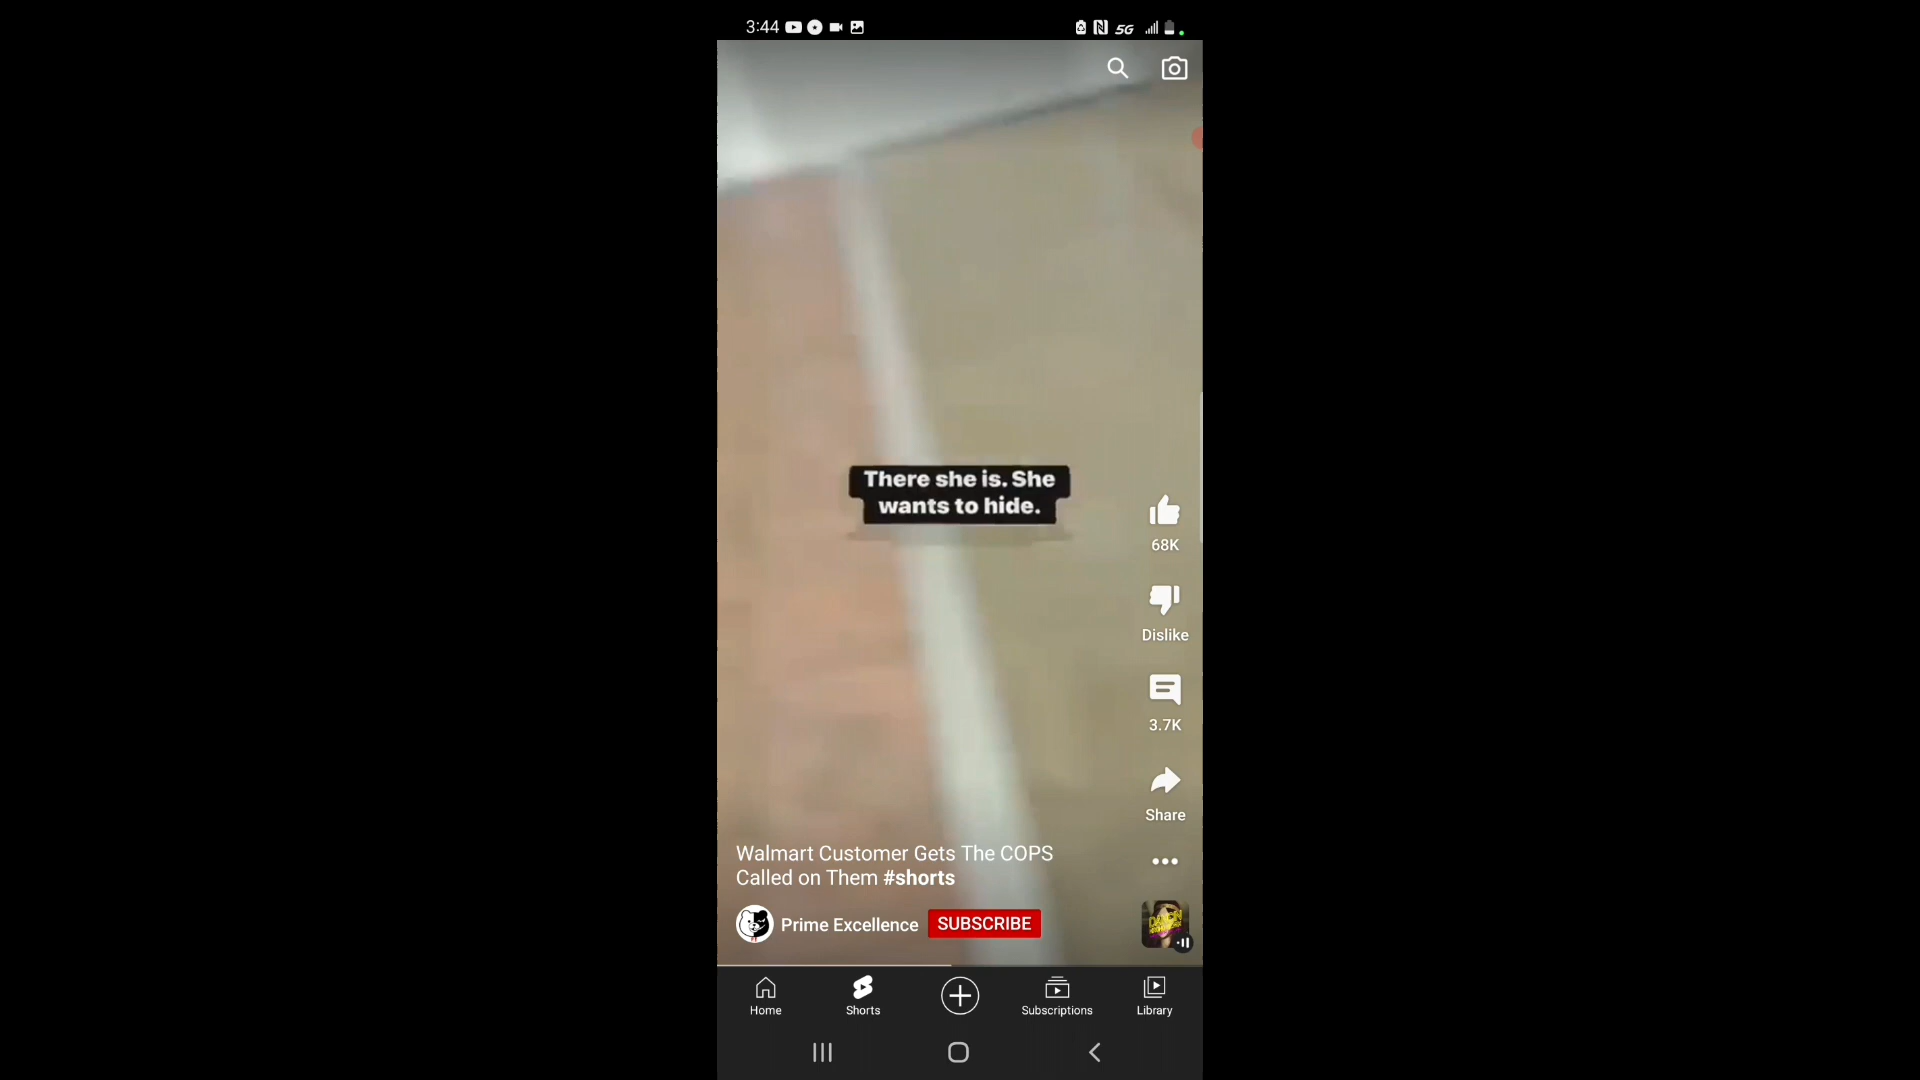 3:44
5G
There she is. She
wants to hide.
68K
Dislike
3.7K
Share
Walmart Customer Gets The COPS
Called on Them #shorts
Prime Excellence
SUBSCRIBE
Home
Shorts
Subscriptions
Library